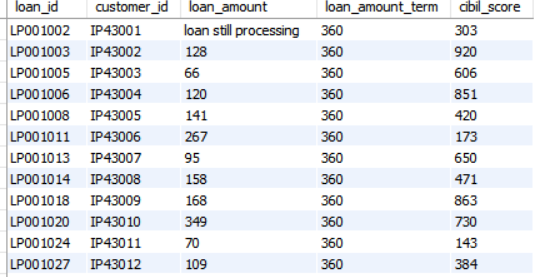 loan_id customer_id loan_amount loan_amount_term cibil_score
LP001002 IP43001 loan still processing 360 303
LP001003 IP43002 128 360 920
LP001005 IP43003 66 360 606
LP001006 IP43004 120 360 851
LP001008 IP43005 141 360 420
LP001011 IP43006 267 360 173
LP001013 IP43007 95 360 650
LP001014 IP43008 158 360 471
LP001018 IP43009 168 360 863
LP001020 IP43010 349 360 730
LP001024 IP43011 70 360 143
LP001027 IP43012 109 360 384